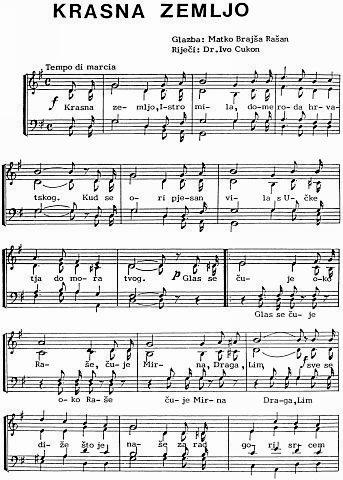 KRASNA ZEMLJO
Glazba: Matko Brajša Rašan
Riječi: Dr.Ivo Cukon
Tempo di marcia
f
Krasna ze-mljo,I-stro mi-la, do-me ro-da hr-va-
tskog. Kud se o-ri pje-san vi-la s U-čke
tja do mo-ra tvog. p Glas se ču-je o-ko
Glas se ču-je
Ra-še, ču-je Mir-na, Draga, Lim sve se
o-ko Ra-še ču-je Mir-na Dra-ga,Lim
di-že što je na-še za rad go-rij srcem